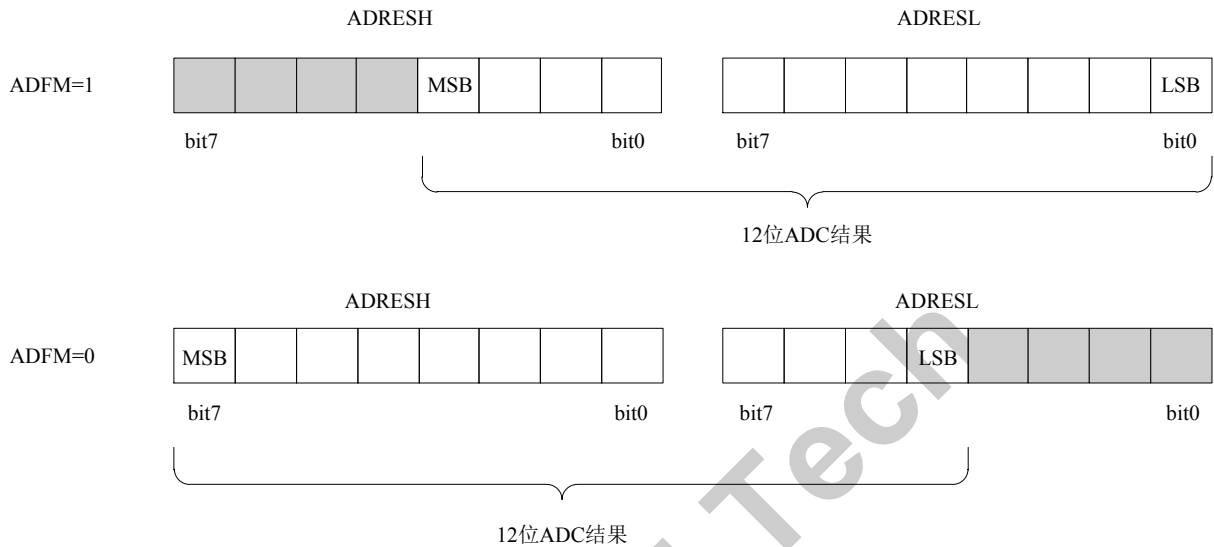 ADRESH ADRESL
ADFM=1 MSB LSB
bit7 bit0 bit7 bit0
12位ADC结果
ADRESH ADRESL
ADFM=0 MSB LSB
bit7 bit0 bit7 bit0
12位ADC结果
Tech